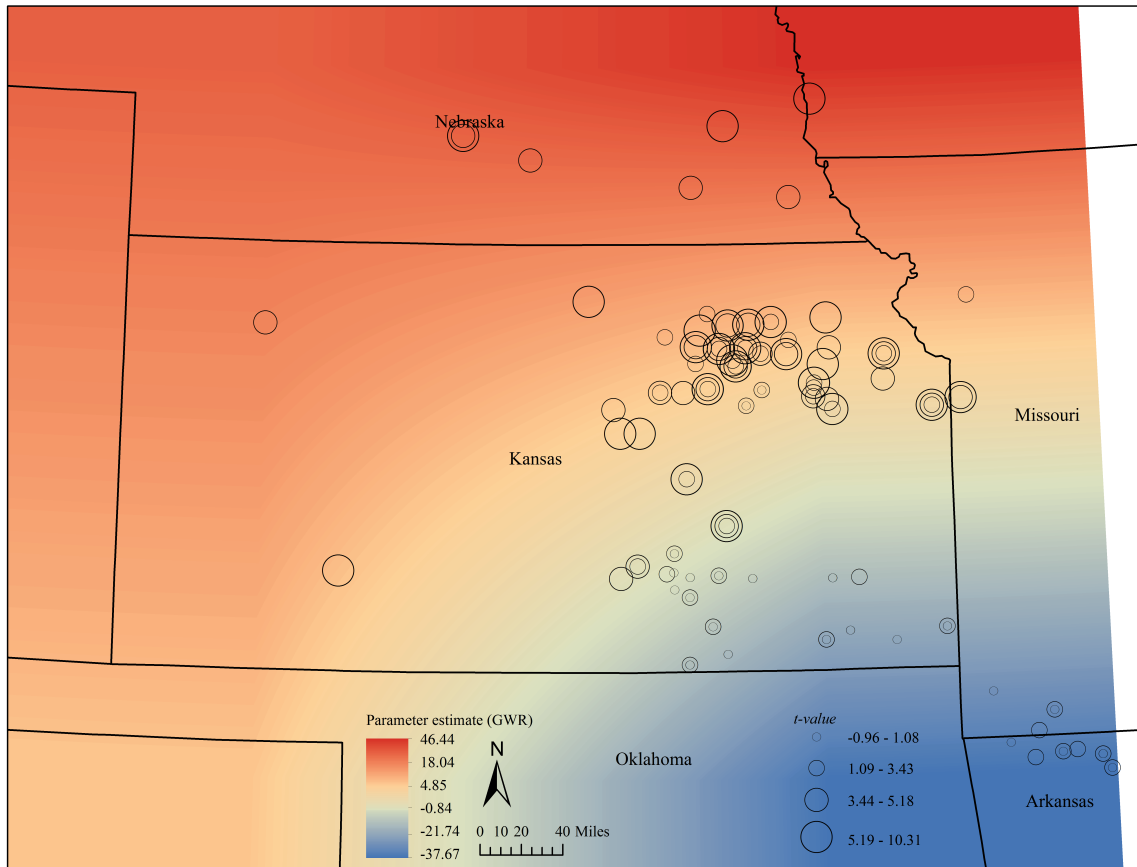 Nebraska
Missouri
Kansas
Parameter estimate (GWR)
46.44
18.04
4.85
-0.84
-21.74
-37.67
N
0 10 20 40 Miles
Oklahoma
t-value
-0.96 - 1.08
1.09 - 3.43
3.44 - 5.18
5.19 - 10.31
Arkansas